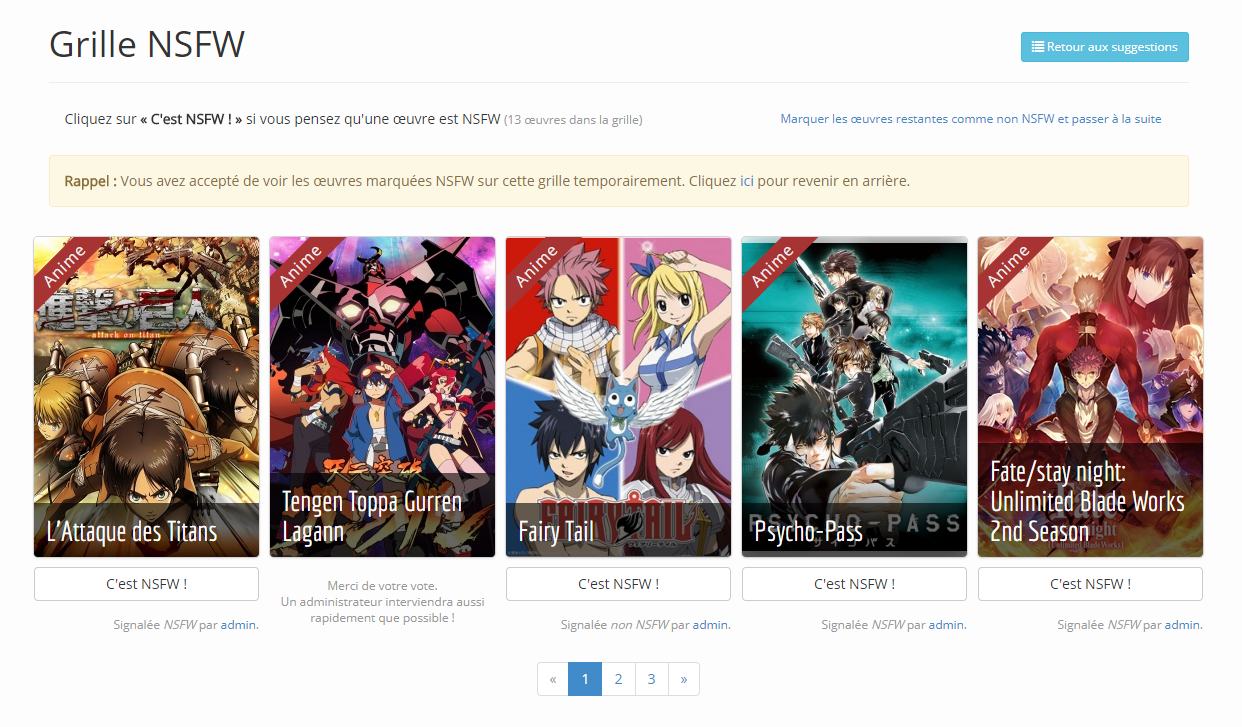 Grille NSFW
Retour aux suggestions
Cliquez sur « C'est NSFW ! » si vous pensez qu'une œuvre est NSFW (13 œuvres dans la grille)
Marquer les œuvres restantes comme non NSFW et passer à la suite
Rappel : Vous avez accepté de voir les œuvres marquées NSFW sur cette grille temporairement. Cliquez ici pour revenir en arrière.
Anime
進撃の巨人
attack on titan
L'Attaque des Titans
C'est NSFW !
Signalée NSFW par admin.
Anime
Tengen Toppa Gurren
Lagann
Merci de votre vote.
Un administrateur interviendra aussi
rapidement que possible !
Anime
FAIRY TAIL
Fairy Tail
C'est NSFW !
Signalée non NSFW par admin.
Anime
PSYCHO-PASS
サイコパス
Psycho-Pass
C'est NSFW !
Signalée NSFW par admin.
Anime
Fate/stay night:
Unlimited Blade Works
2nd Season
night
[Unlimited Blade Works]
C'est NSFW !
Signalée NSFW par admin.
« 1 2 3 »